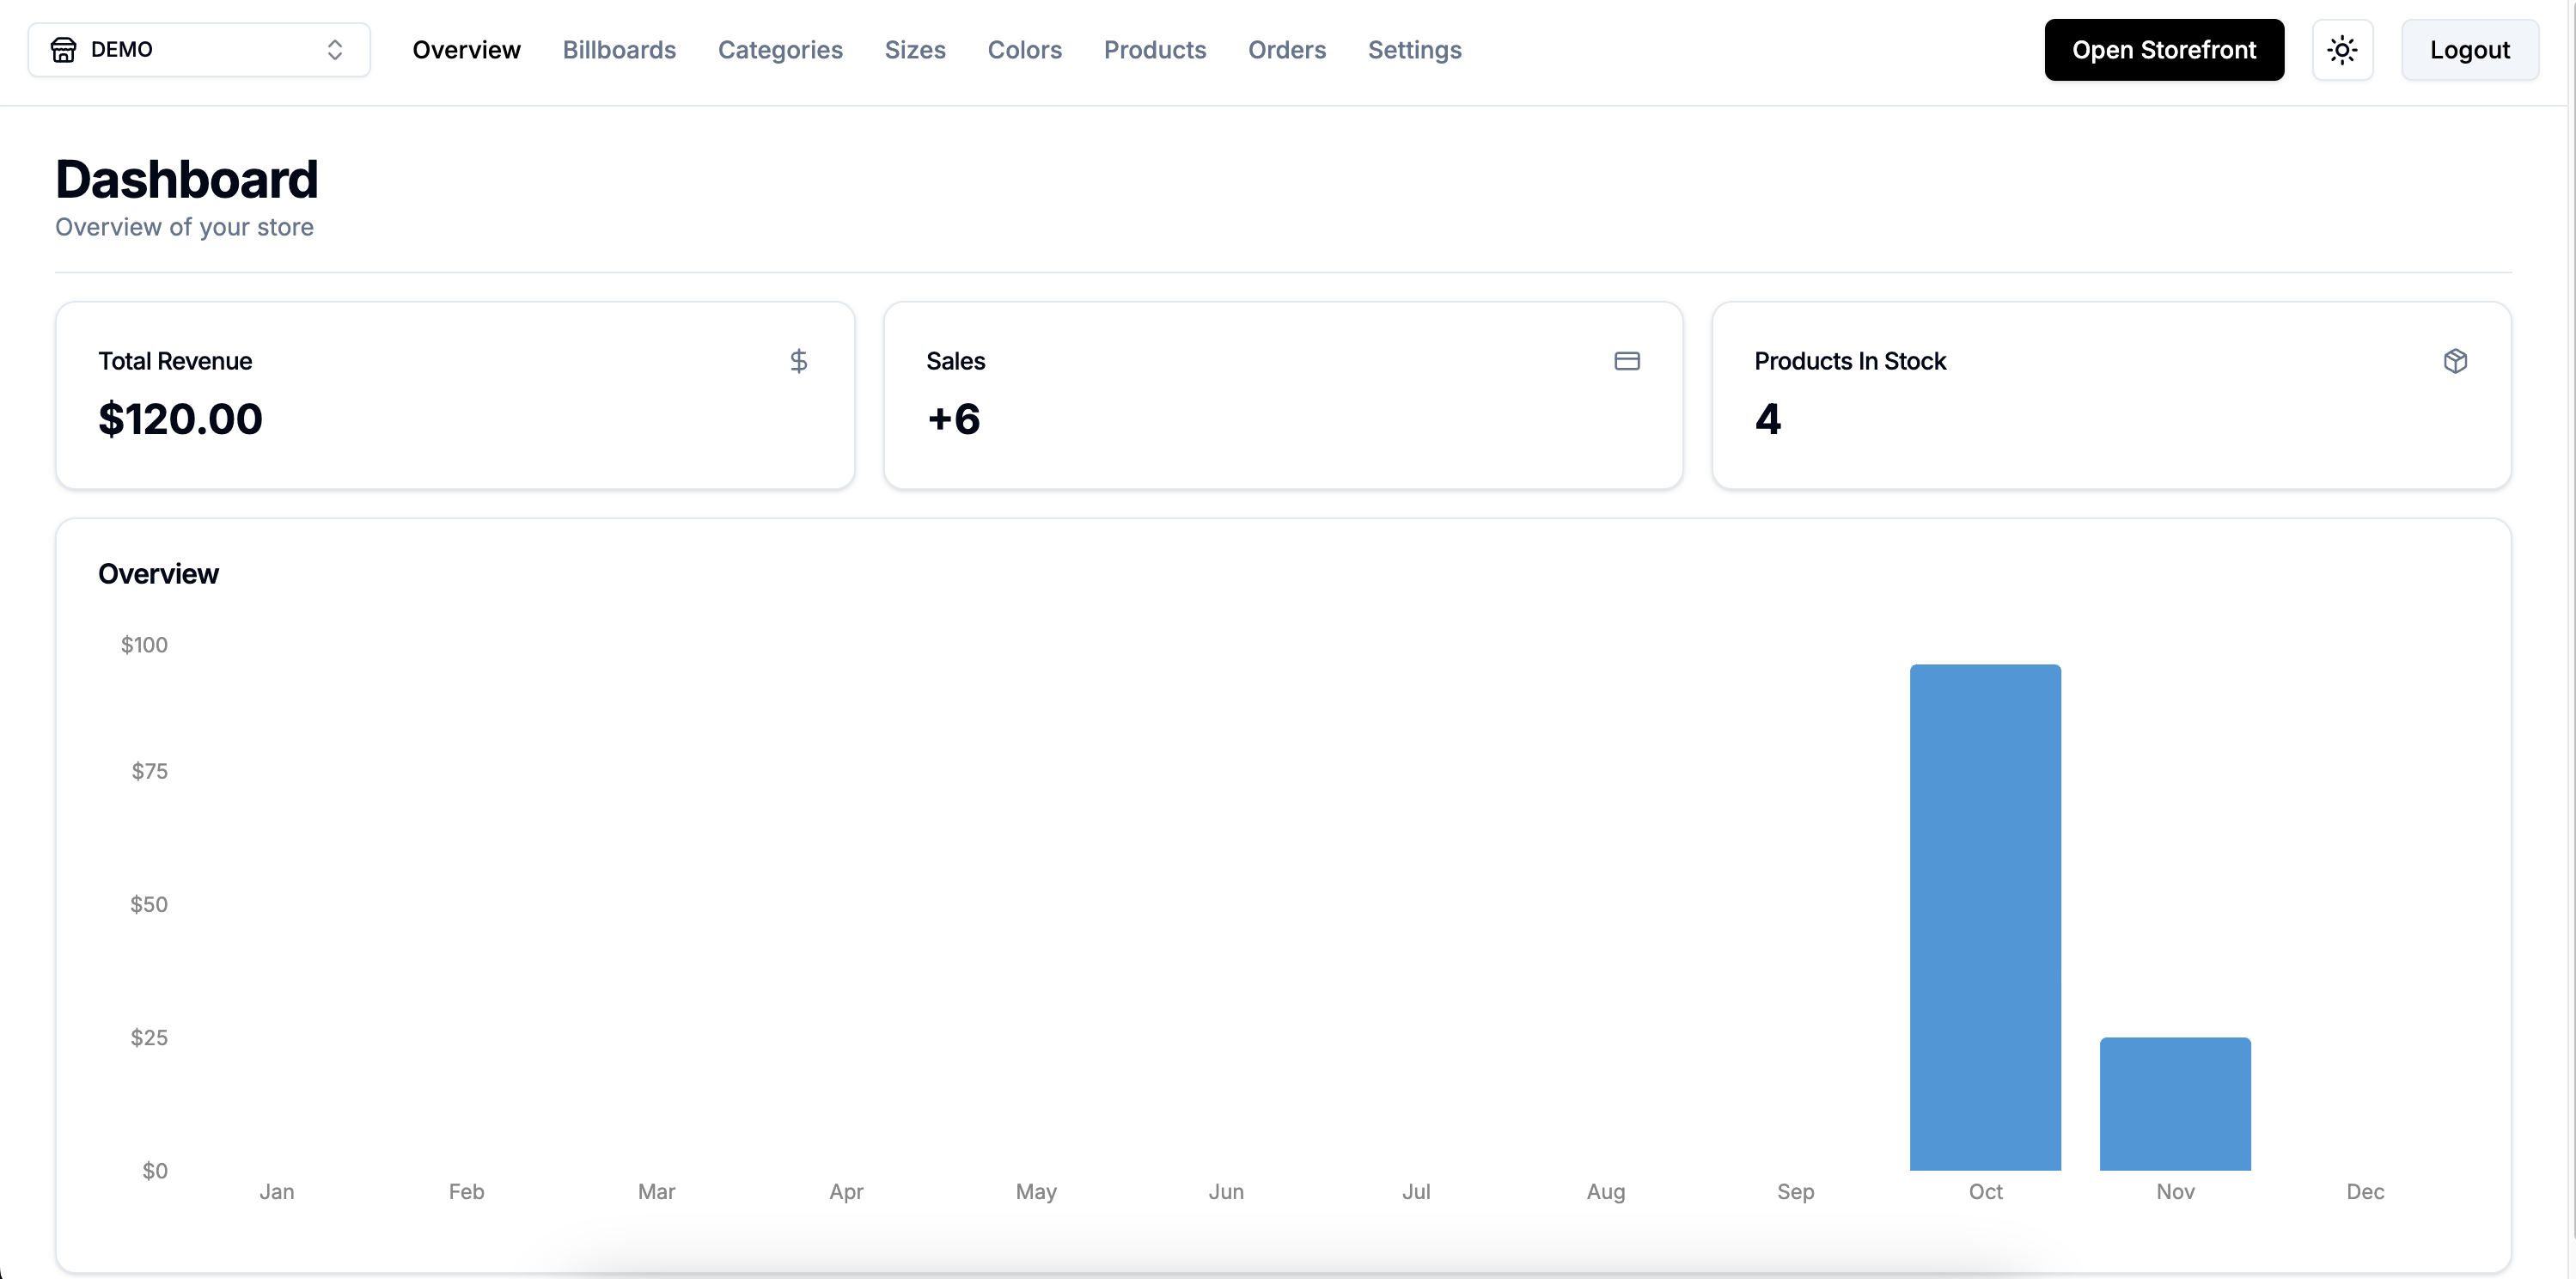 DEMO Overview Billboards Categories Sizes Colors Products Orders Settings Open Storefront Logout
Dashboard
Overview of your store
Total Revenue
$120.00
Sales
+6
Products In Stock
4
Overview
$100
$75
$50
$25
$0
Jan Feb Mar Apr May Jun Jul Aug Sep Oct Nov Dec